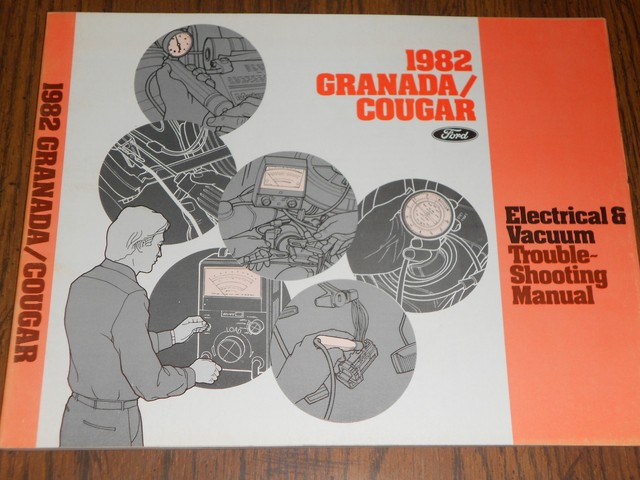 1982 GRANADA/COUGAR
1982
GRANADA/
COUGAR
Ford
Electrical &
Vacuum
Trouble~
Shooting
Manual